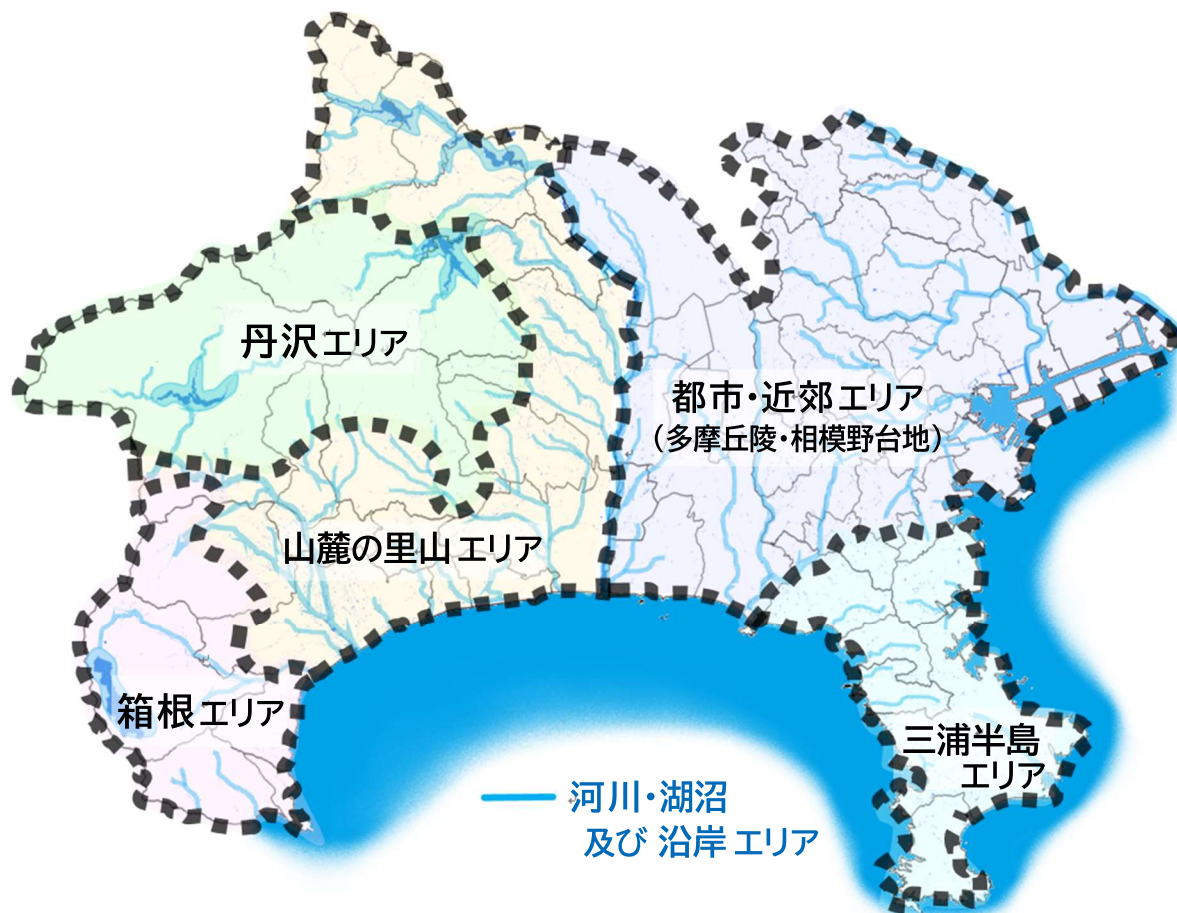 丹沢エリア
都市・近郊エリア
（多摩丘陵・相模野台地）
山麓の里山エリア
箱根エリア
三浦半島
エリア
河川・湖沼
及び 沿岸エリア